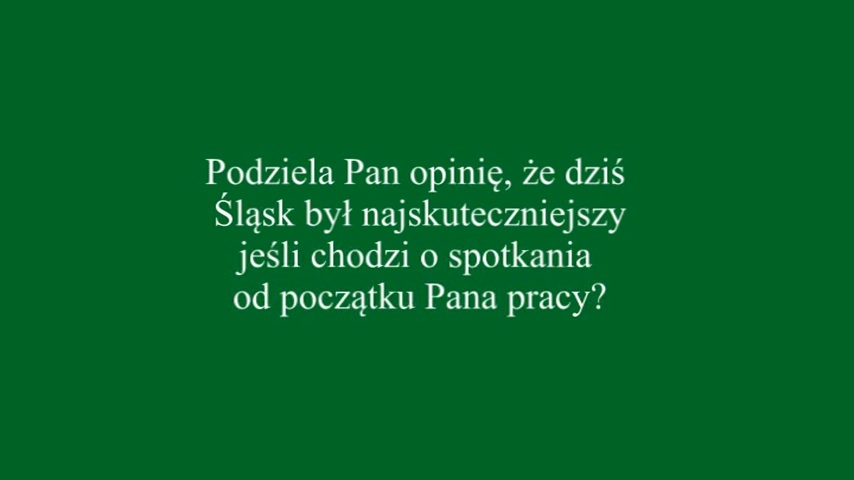 Podziela Pan opinię, że dziś
Śląsk był najskuteczniejszy
jeśli chodzi o spotkania
od początku Pana pracy?